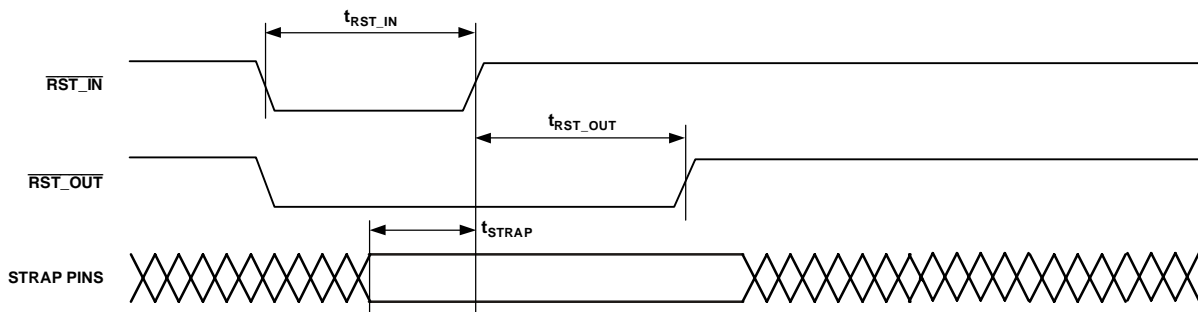 tRST_IN
RST_IN
tRST_OUT
RST_OUT
tSTRAP
STRAP PINS